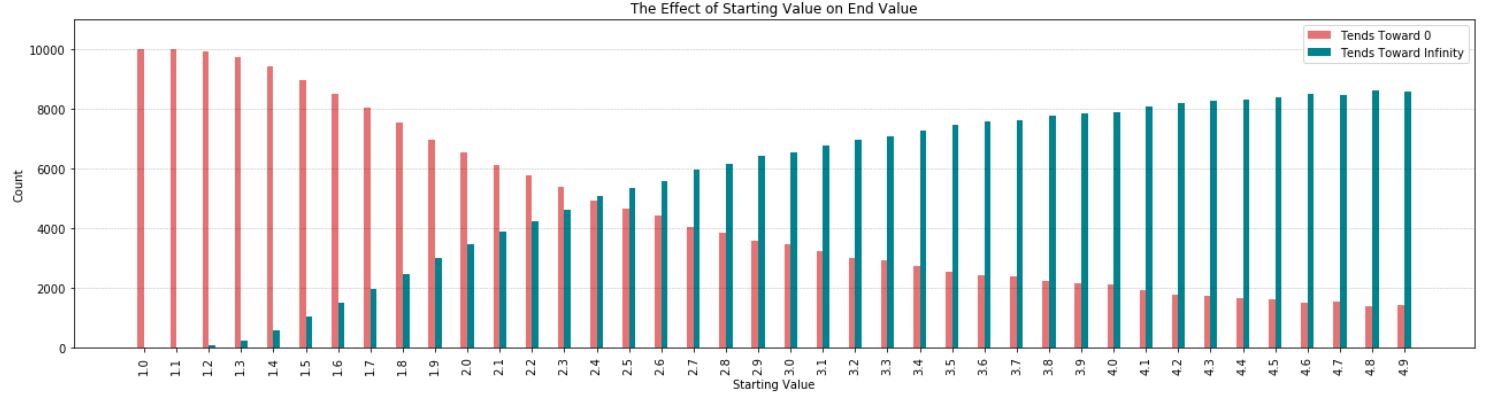 The Effect of Starting Value on End Value
Tends Toward 0
Tends Toward Infinity
10000
8000
6000
4000
2000
0
Count
1.0 1.1 1.2 1.3 1.4 1.5 1.6 1.7 1.8 1.9 2.0 2.1 2.2 2.3 2.4 2.5 2.6 2.7 2.8 2.9 3.0 3.1 3.2 3.3 3.4 3.5 3.6 3.7 3.8 3.9 4.0 4.1 4.2 4.3 4.4 4.5 4.6 4.7 4.8 4.9
Starting Value